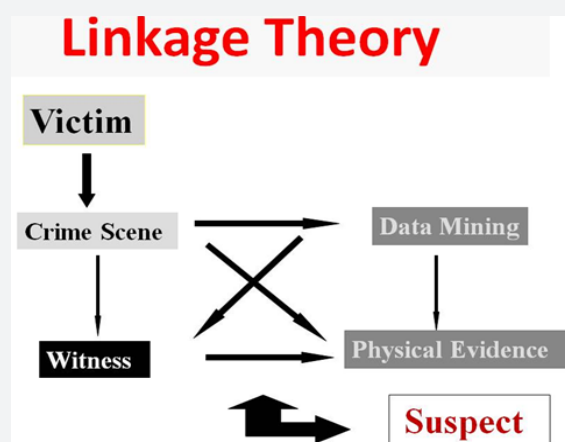 Linkage Theory
Victim
Crime Scene
Data Mining
Witness
Physical Evidence
Suspect